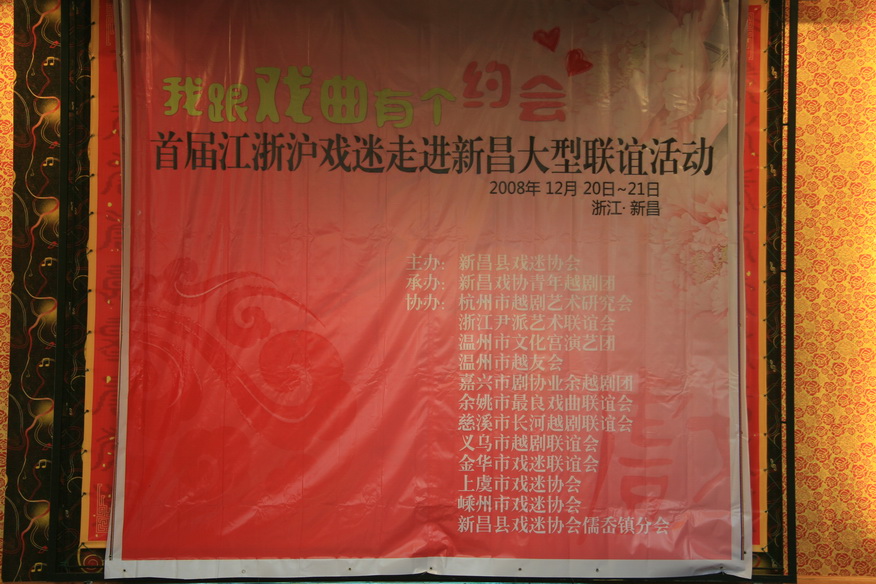 我跟戏曲有个约会
首届江浙沪戏迷走进新昌大型联谊活动
2008年 12月 20日~21日
浙江·新昌
主办: 新昌县戏迷协会
承办: 新昌戏协青年越剧团
协办: 杭州市越剧艺术研究会
浙江尹派艺术联谊会
温州市文化宫演艺团
温州市越友会
嘉兴市剧协业余越剧团
余姚市最良戏曲联谊会
慈溪市长河越剧联谊会
义乌市越剧联谊会
金华市戏迷联谊会
上虞市戏迷协会
嵊州市戏迷协会
新昌县戏迷协会儒岙镇分会